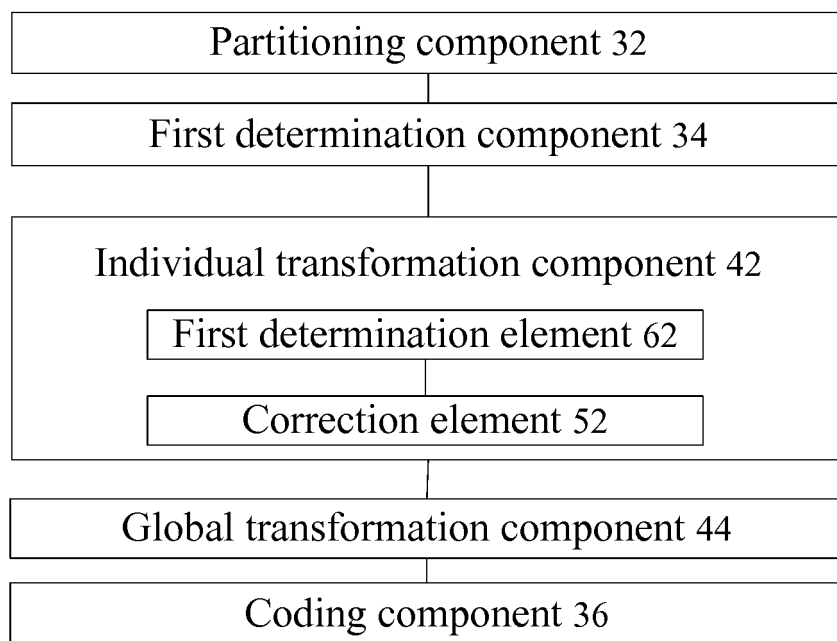 Partitioning component 32
First determination component 34
Individual transformation component 42
First determination element 62
Correction element 52
Global transformation component 44
Coding component 36